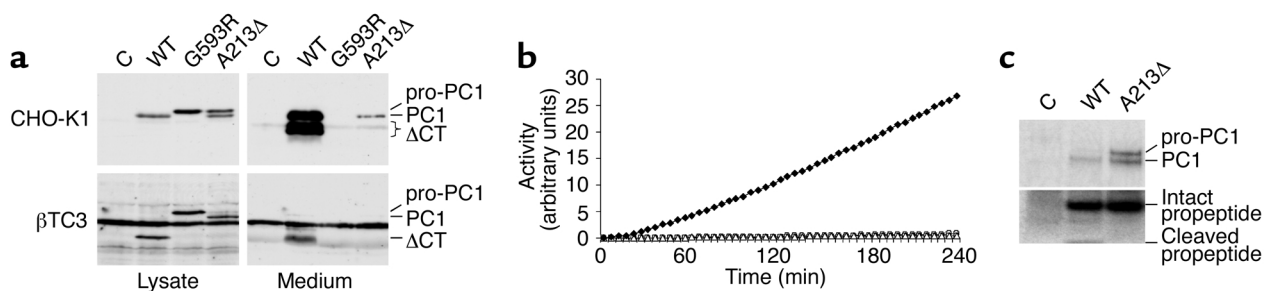 a
C WT G593R A213Δ C WT G593R A213Δ
CHO-K1
pro-PC1
PC1
ΔCT
βTC3
pro-PC1
PC1
ΔCT
Lysate Medium
b
Activity
(arbitrary units)
30
25
20
15
10
5
0
0 60 120 180 240
Time (min)
c
C WT A213Δ
pro-PC1
PC1
Intact
propeptide
Cleaved
propeptide